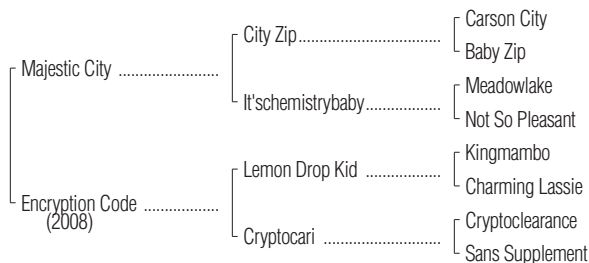 Carson City
City Zip........................................
Baby Zip
Majestic City ............................
Meadowlake
It'schemistrybaby.....................
Not So Pleasant
Kingmambo
Lemon Drop Kid .....................
Charming Lassie
Encryption Code .....................
(2008)
Cryptoclearance
Cryptocari .................................
Sans Supplement